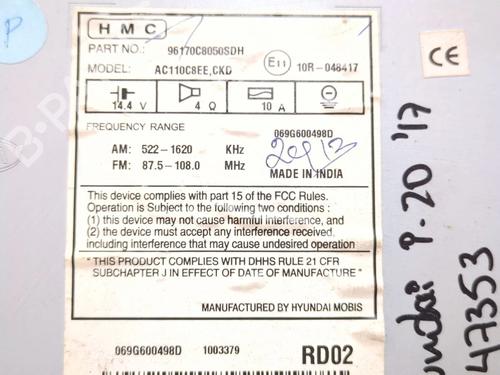 P
HMC
PART NO.: 96170C8050SDH
MODEL: AC110C8EE,CKD E11 10R-048417
14.4 V 4 Ω 10 A
FREQUENCY RANGE 069G600498D
AM: 522-1620 KHz
FM: 87.5-108.0 MHz MADE IN INDIA
This device complies with part 15 of the FCC Rules.
Operation is Subject to the following two conditions :
(1) this device may not cause harmful interference, and
(2) the device must accept any interference received,
including interference that may cause undesired operation
" THIS PRODUCT COMPLIES WITH DHHS RULE 21 CFR
SUBCHAPTER J IN EFFECT OF DATE OF MANUFACTURE"
MANUFACTURED BY HYUNDAI MOBIS
069G600498D 1003379 RD02
CE
undai P-20 '17
47353